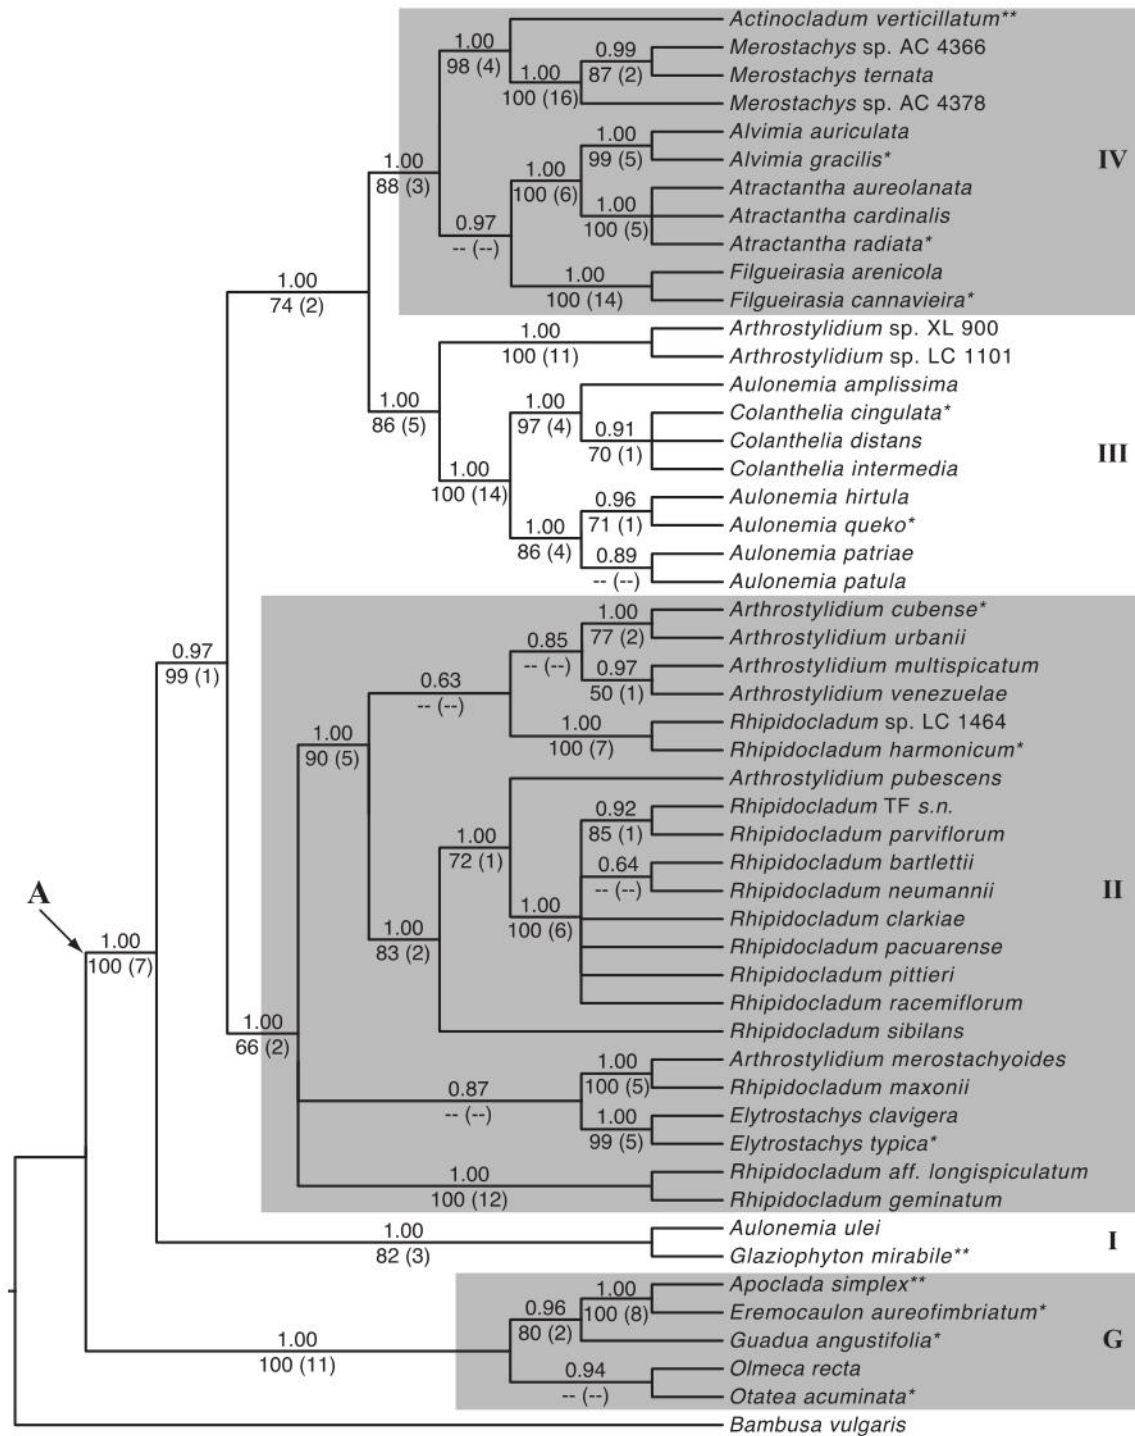 Actinocladum verticillatum**
1.00
98 (4)
Merostachys sp. AC 4366
0.99
87 (2)
Merostachys ternata
1.00
100 (16)
Merostachys sp. AC 4378
Alvimia auriculata
1.00
99 (5)
Alvimia gracilis*
IV
1.00
88 (3)
1.00
100 (6)
Atractantha aureolanata
1.00
100 (5)
Atractantha cardinalis
0.97
-- (--)
Atractantha radiata*
Filgueirasia arenicola
1.00
100 (14)
Filgueirasia cannavieira*
1.00
74 (2)
Arthrostylidium sp. XL 900
1.00
100 (11)
Arthrostylidium sp. LC 1101
Aulonemia amplissima
1.00
86 (5)
1.00
97 (4)
Colanthelia cingulata*
0.91
70 (1)
Colanthelia distans
III
Colanthelia intermedia
1.00
100 (14)
Aulonemia hirtula
0.96
71 (1)
Aulonemia queko*
1.00
86 (4)
Aulonemia patriae
0.89
-- (--)
Aulonemia patula
Arthrostylidium cubense*
1.00
77 (2)
Arthrostylidium urbanii
0.85
-- (--)
Arthrostylidium multispicatum
0.97
50 (1)
Arthrostylidium venezuelae
0.97
99 (1)
0.63
-- (--)
Rhipidocladum sp. LC 1464
1.00
100 (7)
Rhipidocladum harmonicum*
1.00
90 (5)
Arthrostylidium pubescens
Rhipidocladum TF s.n.
0.92
85 (1)
Rhipidocladum parviflorum
1.00
72 (1)
Rhipidocladum bartlettii
0.64
-- (--)
Rhipidocladum neumannii
II
A
1.00
100 (6)
Rhipidocladum clarkiae
1.00
83 (2)
Rhipidocladum pacuarense
1.00
100 (7)
Rhipidocladum pittieri
Rhipidocladum racemiflorum
Rhipidocladum sibilans
1.00
66 (2)
Arthrostylidium merostachyoides
1.00
100 (5)
Rhipidocladum maxonii
0.87
-- (--)
Elytrostachys clavigera
1.00
99 (5)
Elytrostachys typica*
Rhipidocladum aff. longispiculatum
1.00
100 (12)
Rhipidocladum geminatum
Aulonemia ulei
I
1.00
82 (3)
Glaziophyton mirabile**
Apoclada simplex**
1.00
100 (8)
Eremocaulon aureofimbriatum*
0.96
80 (2)
Guadua angustifolia*
G
1.00
100 (11)
Olmeca recta
0.94
-- (--)
Otatea acuminata*
Bambusa vulgaris